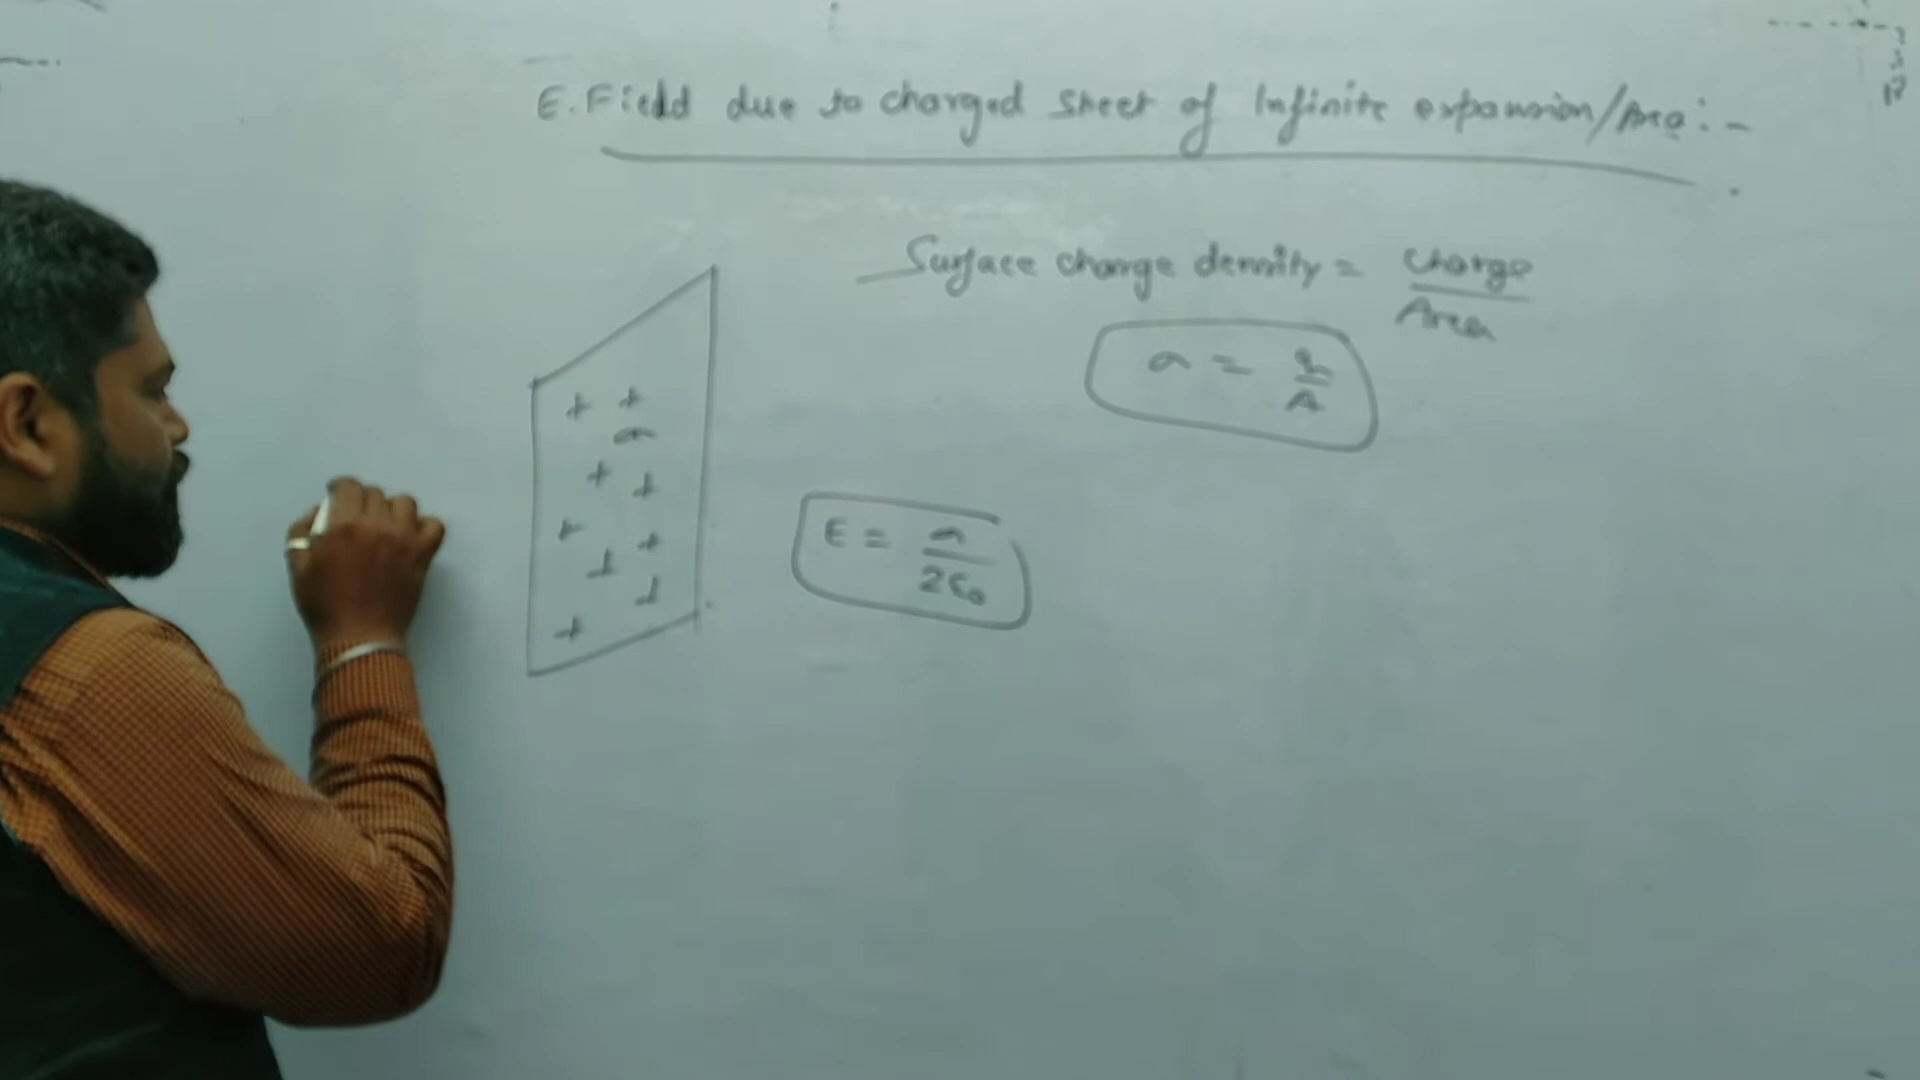 E. Field due to charged sheet of Infinite expansion/Area:-
Surface charge density = Charge/Area
σ = q/A
+ +
σ
+ +
+ +
+ +
+
E = σ/2ε₀